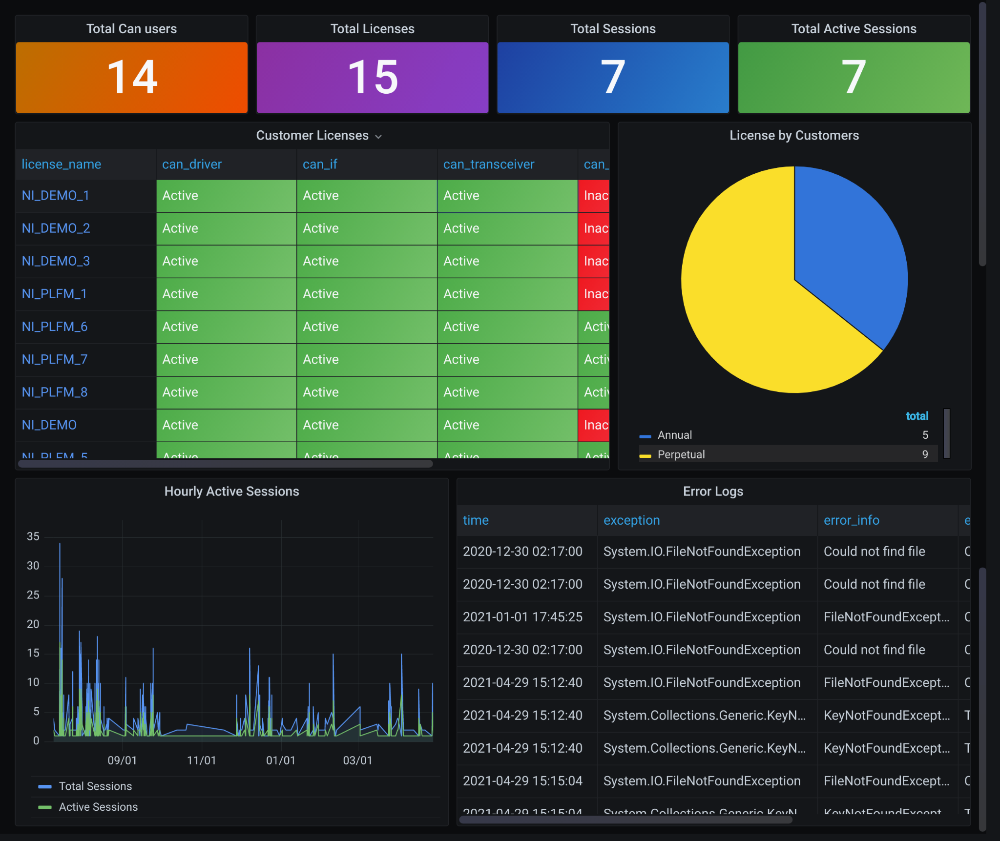 Total Can users
14
Total Licenses
15
Total Sessions
7
Total Active Sessions
7
Customer Licenses
license_name can_driver can_if can_transceiver can_
NI_DEMO_1 Active Active Active Inac
NI_DEMO_2 Active Active Active Inac
NI_DEMO_3 Active Active Active Inac
NI_PLFM_1 Active Active Active Inac
NI_PLFM_6 Active Active Active Activ
NI_PLFM_7 Active Active Active Activ
NI_PLFM_8 Active Active Active Activ
NI_DEMO Active Active Active Inac
NI_PLFM_5 Active Active Active Activ
License by Customers
total
Annual 5
Perpetual 9
Hourly Active Sessions
35
30
25
20
15
10
5
0
09/01 11/01 01/01 03/01
Total Sessions
Active Sessions
Error Logs
time exception error_info e
2020-12-30 02:17:00 System.IO.FileNotFoundException Could not find file C
2020-12-30 02:17:00 System.IO.FileNotFoundException Could not find file C
2021-01-01 17:45:25 System.IO.FileNotFoundException FileNotFoundExcept... C
2020-12-30 02:17:00 System.IO.FileNotFoundException Could not find file C
2021-04-29 15:12:40 System.IO.FileNotFoundException FileNotFoundExcept... C
2021-04-29 15:12:40 System.Collections.Generic.KeyN... KeyNotFoundExcept... T
2021-04-29 15:12:40 System.Collections.Generic.KeyN... KeyNotFoundExcept... T
2021-04-29 15:15:04 System.IO.FileNotFoundException FileNotFoundExcept... C
2021-04-29 15:15:04 System.Collections.Generic.KeyN... KeyNotFoundExcept... T